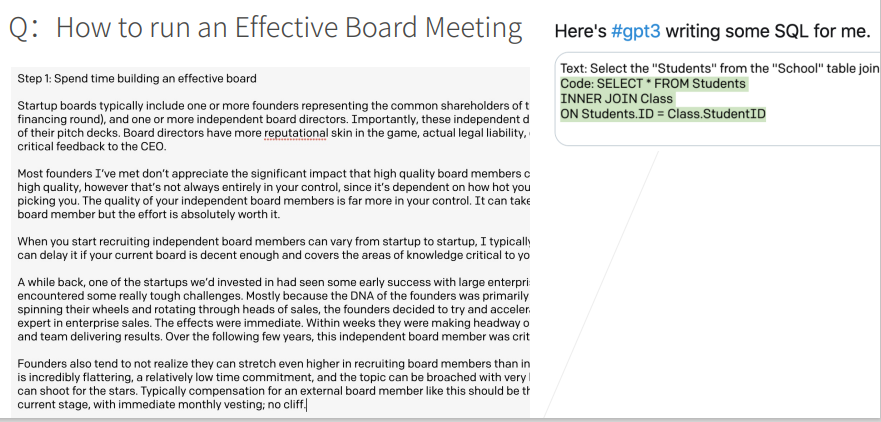 Q： How to run an Effective Board Meeting
Step 1: Spend time building an effective board
Startup boards typically include one or more founders representing the common shareholders of t
financing round), and one or more independent board directors. Importantly, these independent d
of their pitch decks. Board directors have more reputational skin in the game, actual legal liability,
critical feedback to the CEO.
Most founders I've met don't appreciate the significant impact that high quality board members c
high quality, however that's not always entirely in your control, since it's dependent on how hot you
picking you. The quality of your independent board members is far more in your control. It can take
board member but the effort is absolutely worth it.
When you start recruiting independent board members can vary from startup to startup, I typically
can delay it if your current board is decent enough and covers the areas of knowledge critical to yo
A while back, one of the startups we'd invested in had seen some early success with large enterpri
encountered some really tough challenges. Mostly because the DNA of the founders was primarily
spinning their wheels and rotating through heads of sales, the founders decided to try and acceler
expert in enterprise sales. The effects were immediate. Within weeks they were making headway o
and team delivering results. Over the following few years, this independent board member was crit
Founders also tend to not realize they can stretch even higher in recruiting board members than in
is incredibly flattering, a relatively low time commitment, and the topic can be broached with very
can shoot for the stars. Typically compensation for an external board member like this should be th
current stage, with immediate monthly vesting; no cliff.
Here's #gpt3 writing some SQL for me.
Text: Select the "Students" from the "School" table join
Code: SELECT * FROM Students
INNER JOIN Class
ON Students.ID = Class.StudentID